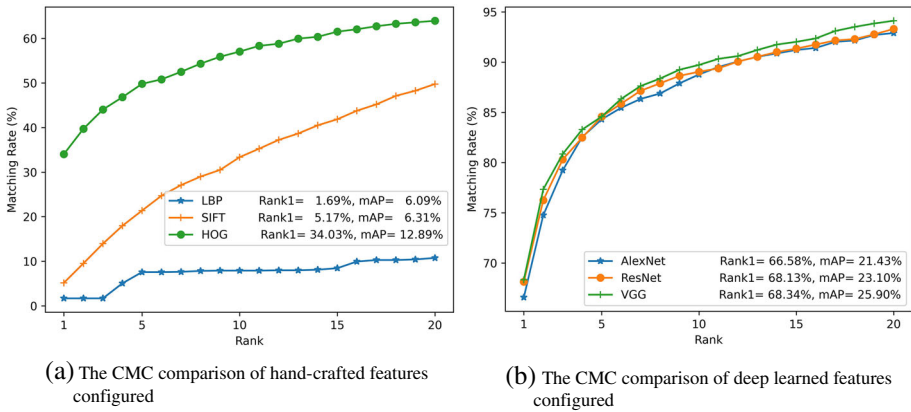 60
50
40
30
20
10
0
Matching Rate (%)
LBP Rank1= 1.69%, mAP= 6.09%
SIFT Rank1= 5.17%, mAP= 6.31%
HOG Rank1= 34.03%, mAP= 12.89%
1 5 10 15 20
Rank
(a) The CMC comparison of hand-crafted features
configured
95
90
85
80
75
70
Matching Rate (%)
AlexNet Rank1= 66.58%, mAP= 21.43%
ResNet Rank1= 68.13%, mAP= 23.10%
VGG Rank1= 68.34%, mAP= 25.90%
1 5 10 15 20
Rank
(b) The CMC comparison of deep learned features
configured